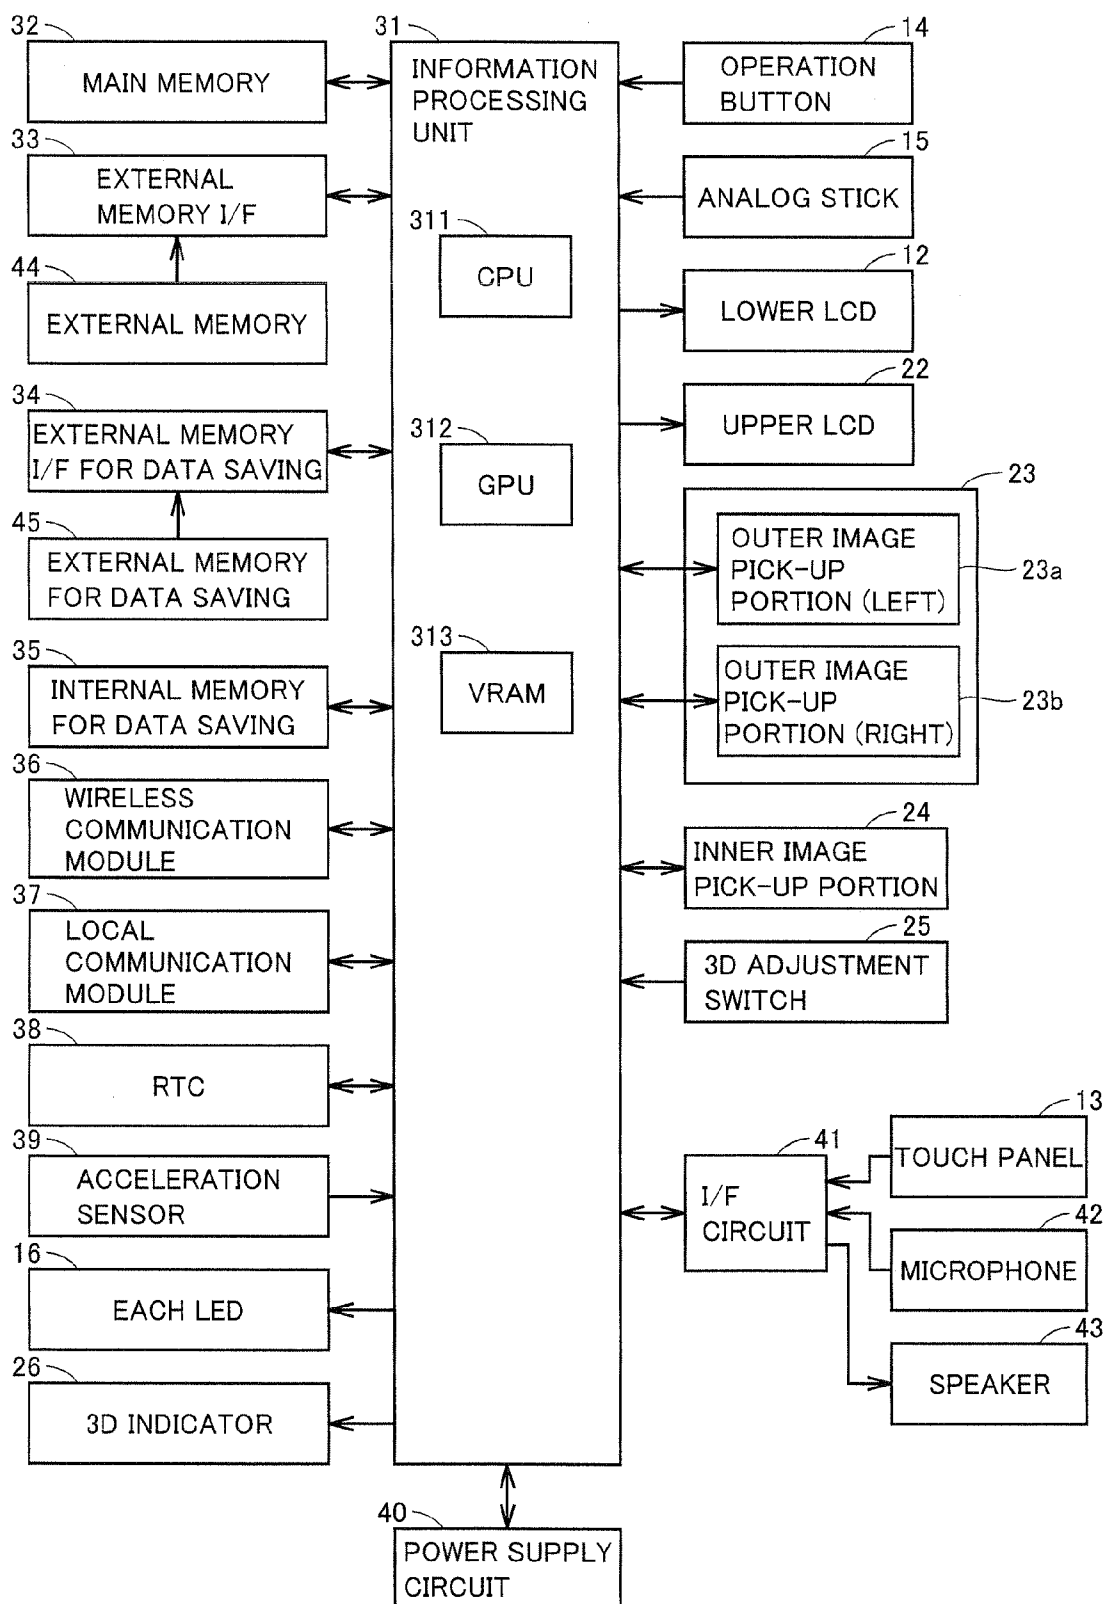 32
MAIN MEMORY
33
EXTERNAL
MEMORY I/F
44
EXTERNAL MEMORY
34
EXTERNAL MEMORY
I/F FOR DATA SAVING
45
EXTERNAL MEMORY
FOR DATA SAVING
35
INTERNAL MEMORY
FOR DATA SAVING
36
WIRELESS
COMMUNICATION
MODULE
37
LOCAL
COMMUNICATION
MODULE
38
RTC
39
ACCELERATION
SENSOR
16
EACH LED
26
3D INDICATOR
31
INFORMATION
PROCESSING
UNIT
311
CPU
312
GPU
313
VRAM
40
POWER SUPPLY
CIRCUIT
14
OPERATION
BUTTON
15
ANALOG STICK
12
LOWER LCD
22
UPPER LCD
23
OUTER IMAGE
PICK-UP
PORTION (LEFT)
23a
OUTER IMAGE
PICK-UP
PORTION (RIGHT)
23b
24
INNER IMAGE
PICK-UP PORTION
25
3D ADJUSTMENT
SWITCH
41
I/F
CIRCUIT
13
TOUCH PANEL
42
MICROPHONE
43
SPEAKER